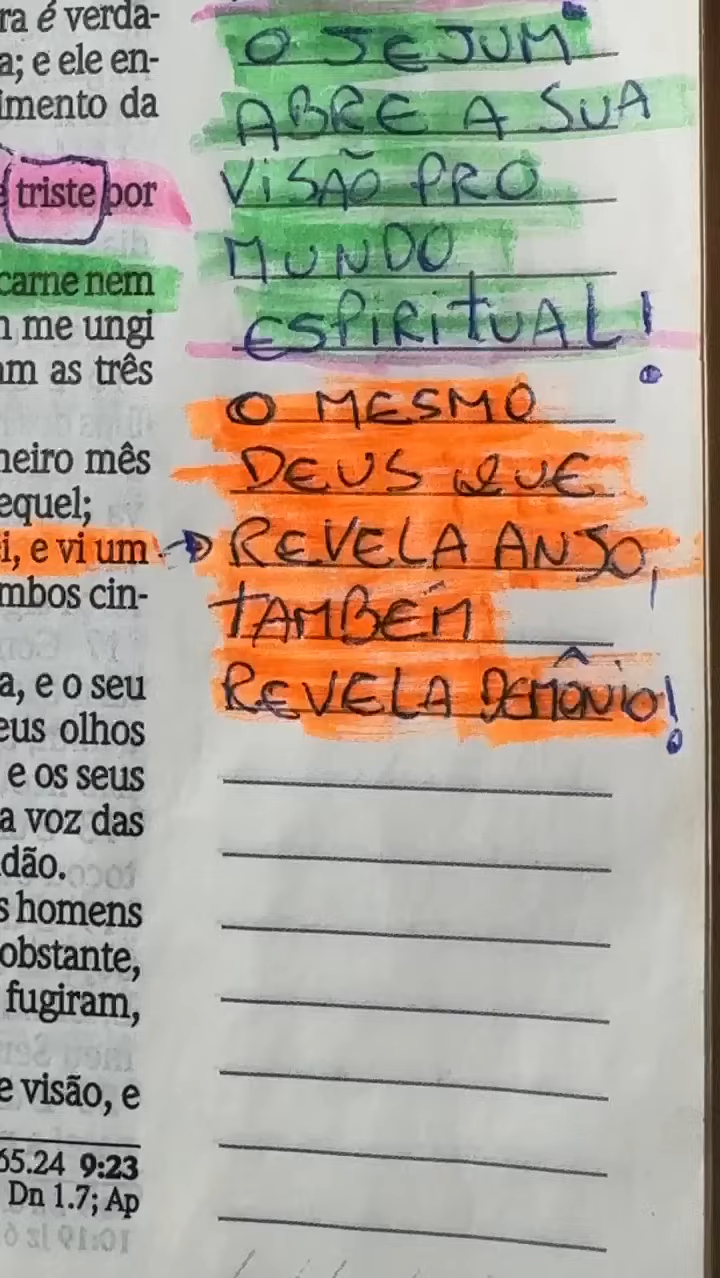 ra é verda-
a; e ele en-
imento da
triste por
carne nem
me ungi
am as três
neiro mês
equel;
i, e vi um
mbos cin-
a, e o seu
eus olhos
e os seus
a voz das
dão.
s homens
obstante,
fugiram,
e visão, e
65.24 9:23
Dn 1.7; Ap
O JEJUM
ABRE A SUA
VISÃO PRO
MUNDO
ESPIRITUAL!
O MESMO
DEUS QUE
REVELA ANJO,
TAMBÉM
REVELA DEMÔNIO!